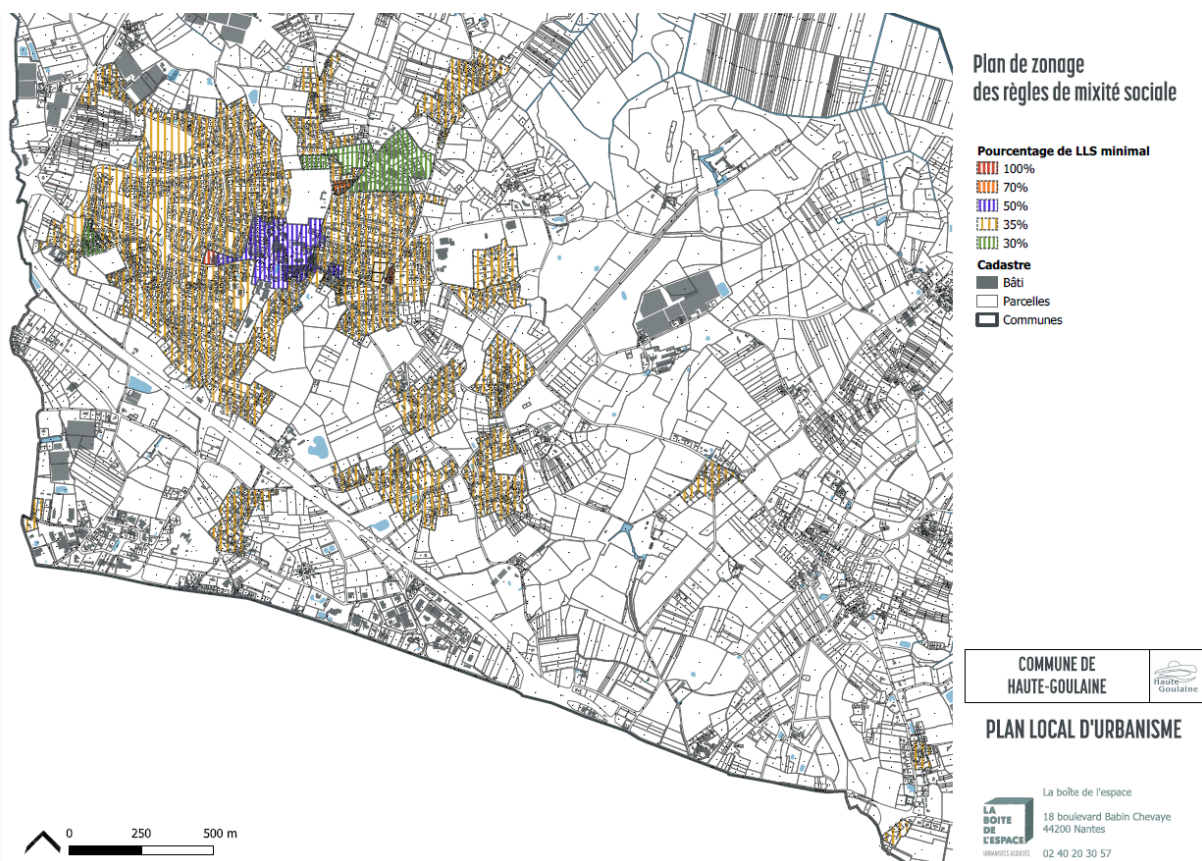 Plan de zonage
des règles de mixité sociale
Pourcentage de LLS minimal
100%
70%
50%
35%
30%
Cadastre
Bâti
Parcelles
Communes
COMMUNE DE
HAUTE-GOULAINE
Haute
Goulaine
PLAN LOCAL D'URBANISME
LA
BOITE
DE
L'ESPACE
URBANISTES ASSOCIÉS
La boîte de l'espace
18 boulevard Babin Chevaye
44200 Nantes
02 40 20 30 57
0 250 500 m